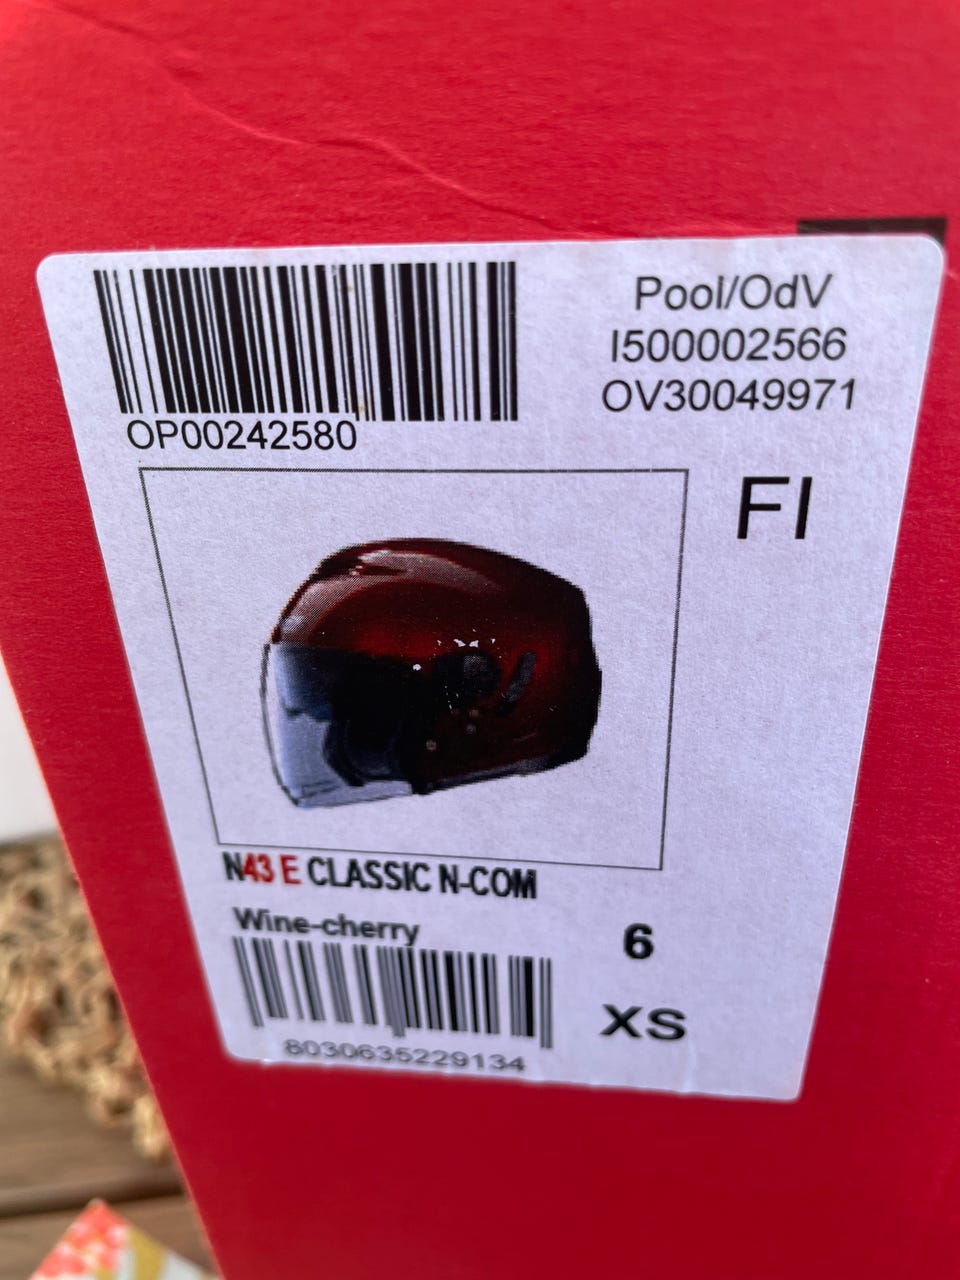 Pool/OdV
I500002566
OV30049971
OP00242580
FI
N43 E CLASSIC N-COM
Wine-cherry
6
XS
8030635229134